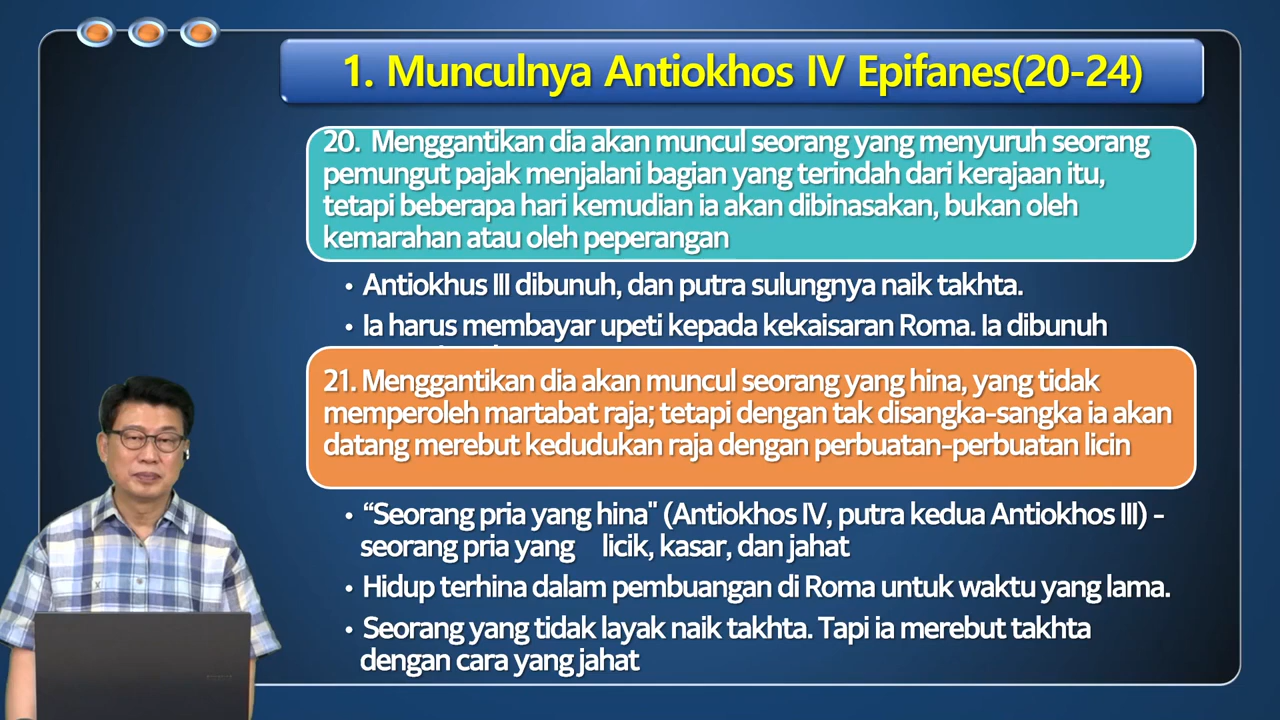 1. Munculnya Antiokhos IV Epifanes(20-24)
20. Menggantikan dia akan muncul seorang yang menyuruh seorang
pemungut pajak menjalani bagian yang terindah dari kerajaan itu,
tetapi beberapa hari kemudian ia akan dibinasakan, bukan oleh
kemarahan atau oleh peperangan
• Antiokhus III dibunuh, dan putra sulungnya naik takhta.
• Ia harus membayar upeti kepada kekaisaran Roma. Ia dibunuh
21. Menggantikan dia akan muncul seorang yang hina, yang tidak
memperoleh martabat raja; tetapi dengan tak disangka-sangka ia akan
datang merebut kedudukan raja dengan perbuatan-perbuatan licin
• “Seorang pria yang hina" (Antiokhos IV, putra kedua Antiokhos III) -
seorang pria yang licik, kasar, dan jahat
• Hidup terhina dalam pembuangan di Roma untuk waktu yang lama.
• Seorang yang tidak layak naik takhta. Tapi ia merebut takhta
dengan cara yang jahat